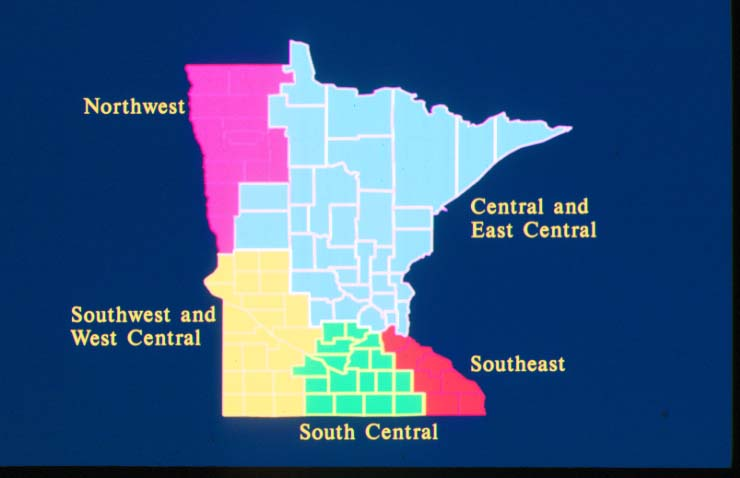 Northwest
Central and
East Central
Southwest and
West Central
Southeast
South Central